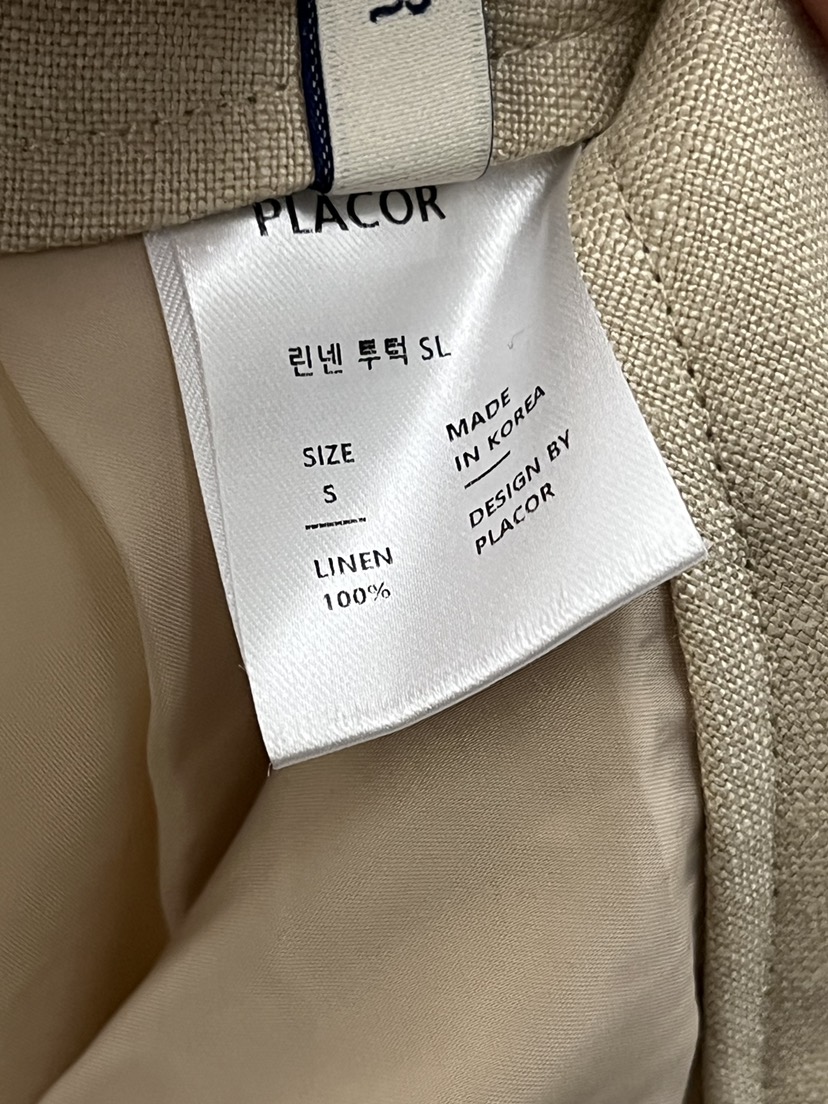 PLACOR
린넨 투턱 SL
SIZE
S
LINEN
100%
MADE
IN KOREA
DESIGN BY
PLACOR